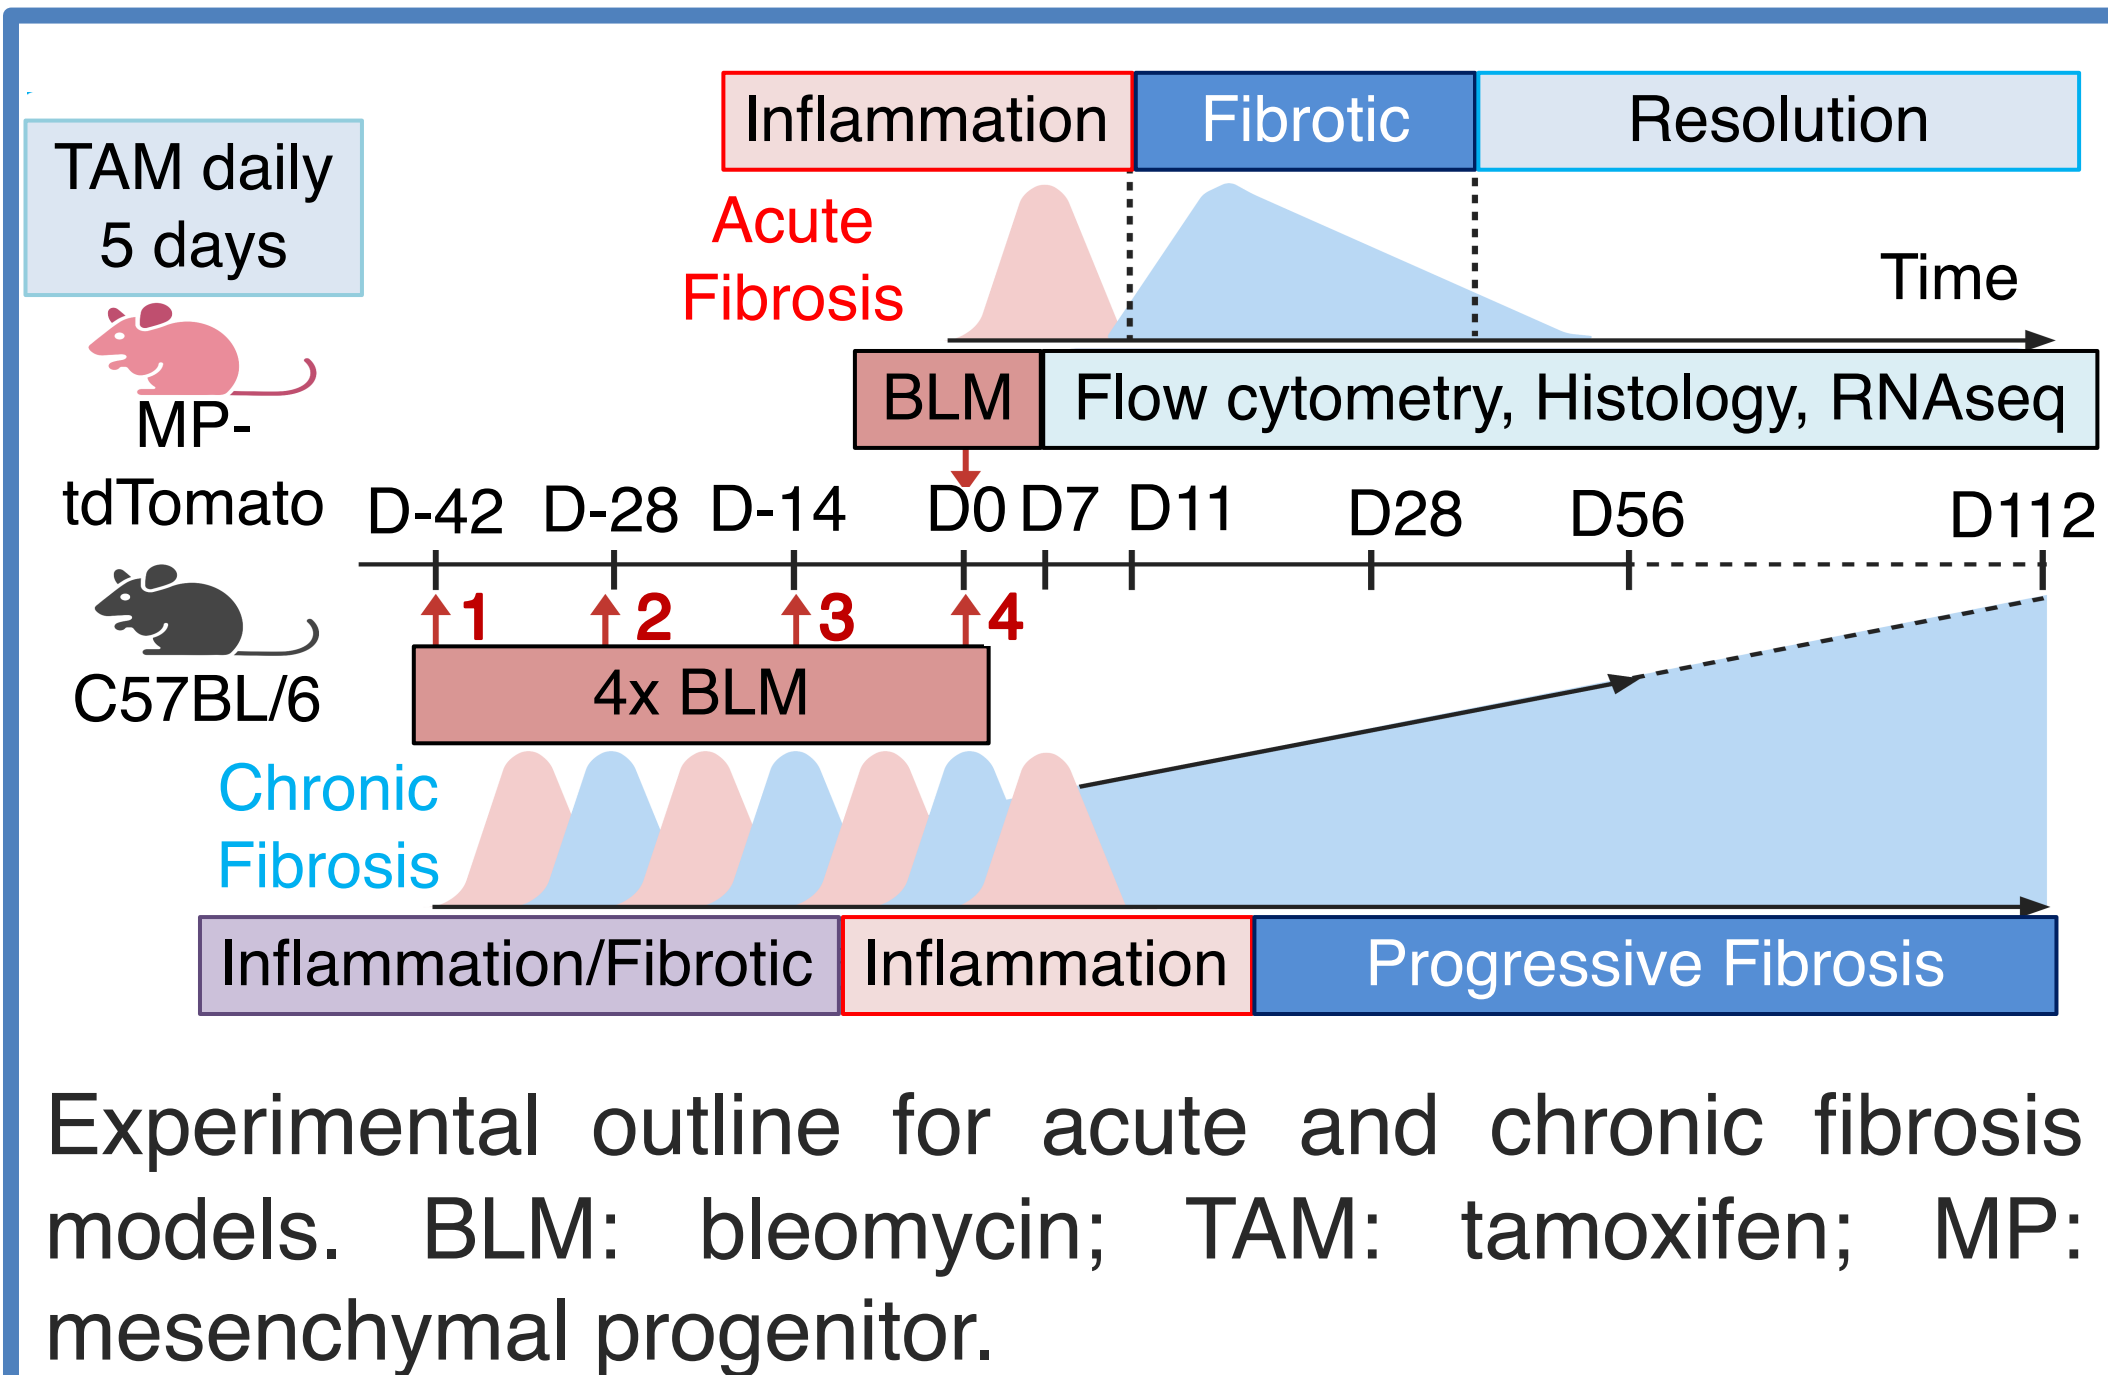 Inflammation
Fibrotic
Resolution
TAM daily
5 days
Acute
Fibrosis
Time
BLM
Flow cytometry, Histology, RNAseq
MP-
tdTomato
D-42 D-28 D-14 D0 D7 D11 D28 D56 D112
1 2 3 4
C57BL/6
4x BLM
Chronic
Fibrosis
Inflammation/Fibrotic
Inflammation
Progressive Fibrosis
Experimental outline for acute and chronic fibrosis
models. BLM: bleomycin; TAM: tamoxifen; MP:
mesenchymal progenitor.